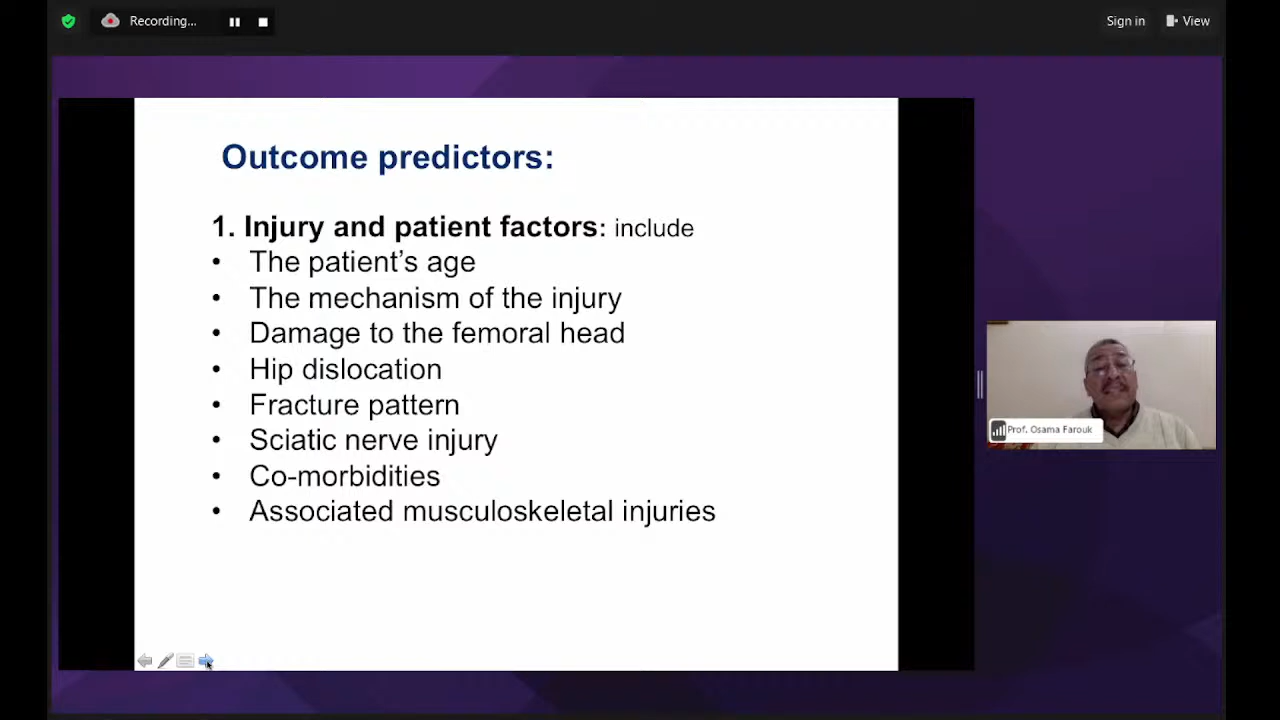 Recording...
Sign in
View
Outcome predictors:
1. Injury and patient factors: include
• The patient’s age
• The mechanism of the injury
• Damage to the femoral head
• Hip dislocation
• Fracture pattern
• Sciatic nerve injury
• Co-morbidities
• Associated musculoskeletal injuries
Prof. Osama Farouk